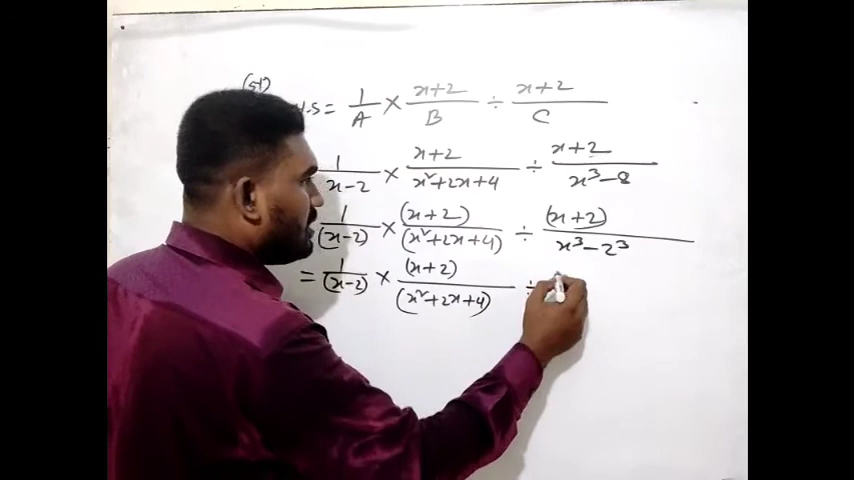 S = 1/A × x+2/B ÷ x+2/C
1/x-2 × x+2/x²+2x+4 ÷ x+2/x³-8
1/(x-2) × (x+2)/(x²+2x+4) ÷ (x+2)/x³-2³
= 1/(x-2) × (x+2)/(x²+2x+4) ÷